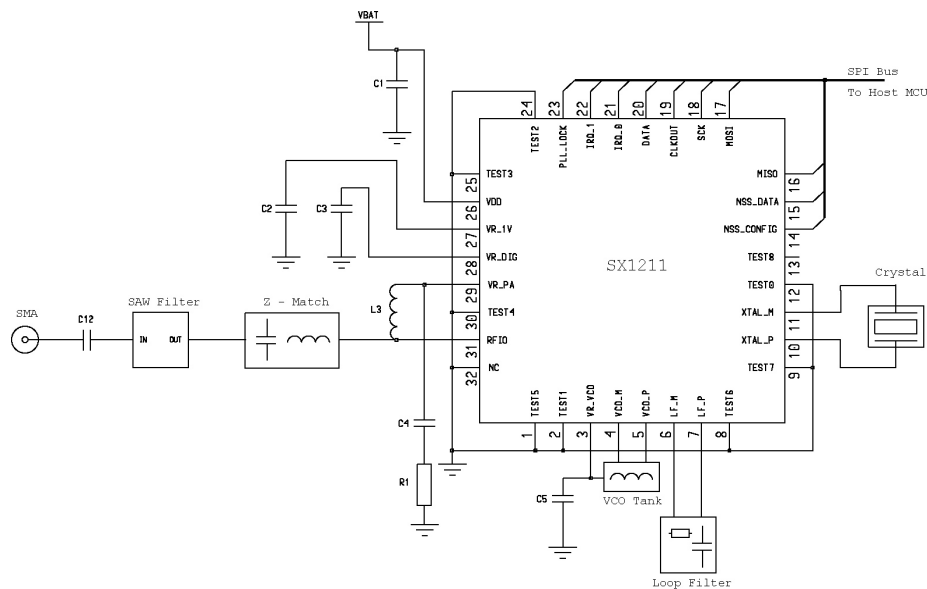 VBAT
C1
SPI Bus
To Host MCU
24
23
22
21
20
19
18
17
TEST2
PLL_LOCK
IRQ_1
IRQ_0
DATA
CLKOUT
SCK
MOSI
TEST3
25
VDD
26
VR_1V
27
VR_DIG
28
VR_PA
29
TEST4
30
RFIO
31
NC
32
C2
C3
MISO
16
NSS_DATA
15
NSS_CONFIG
14
TEST8
13
TEST0
12
XTAL_M
11
XTAL_P
10
TEST7
9
SX1211
Crystal
SMA
C12
SAW Filter
IN
OUT
Z - Match
L3
TEST5
TEST1
VR_VCO
VCO_M
VCO_P
LF_M
LF_P
TEST6
1
2
3
4
5
6
7
8
C4
R1
C5
VCO Tank
Loop Filter